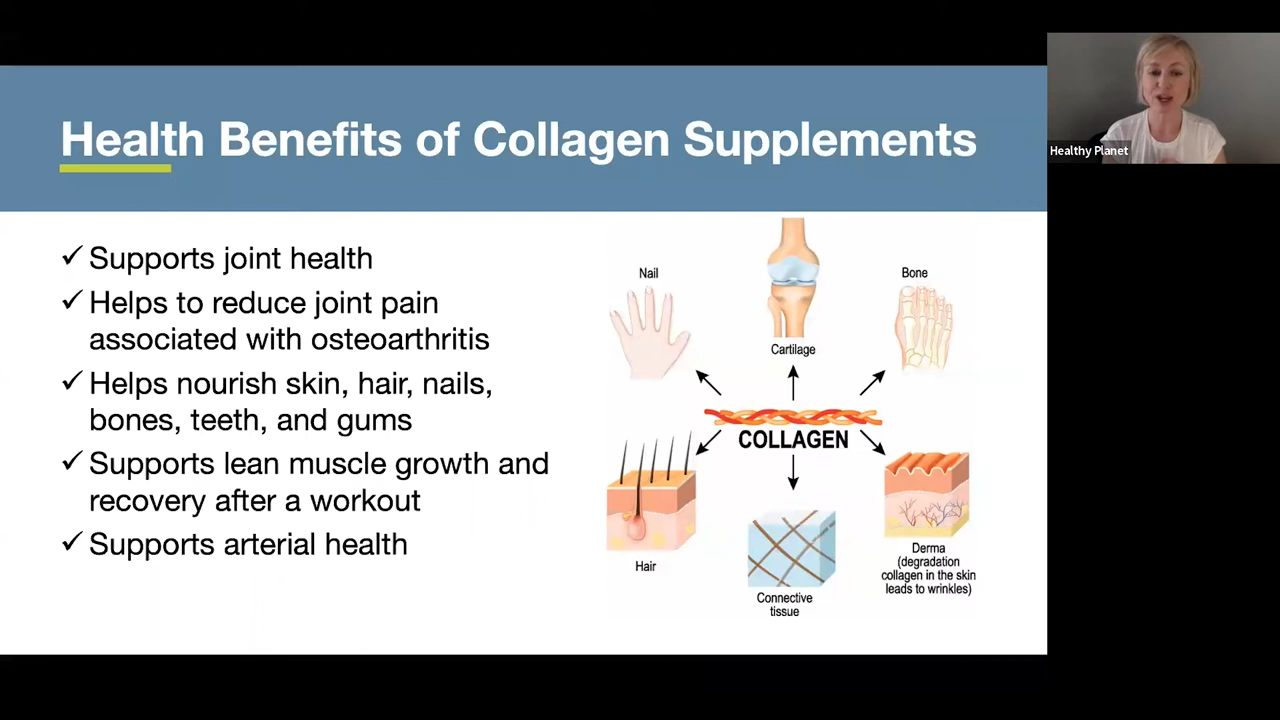 Health Benefits of Collagen Supplements
Healthy Planet
✓ Supports joint health
✓ Helps to reduce joint pain
associated with osteoarthritis
✓ Helps nourish skin, hair, nails,
bones, teeth, and gums
✓ Supports lean muscle growth and
recovery after a workout
✓ Supports arterial health
Nail
Cartilage
Bone
COLLAGEN
Hair
Connective
tissue
Derma
(degradation
collagen in the skin
leads to wrinkles)